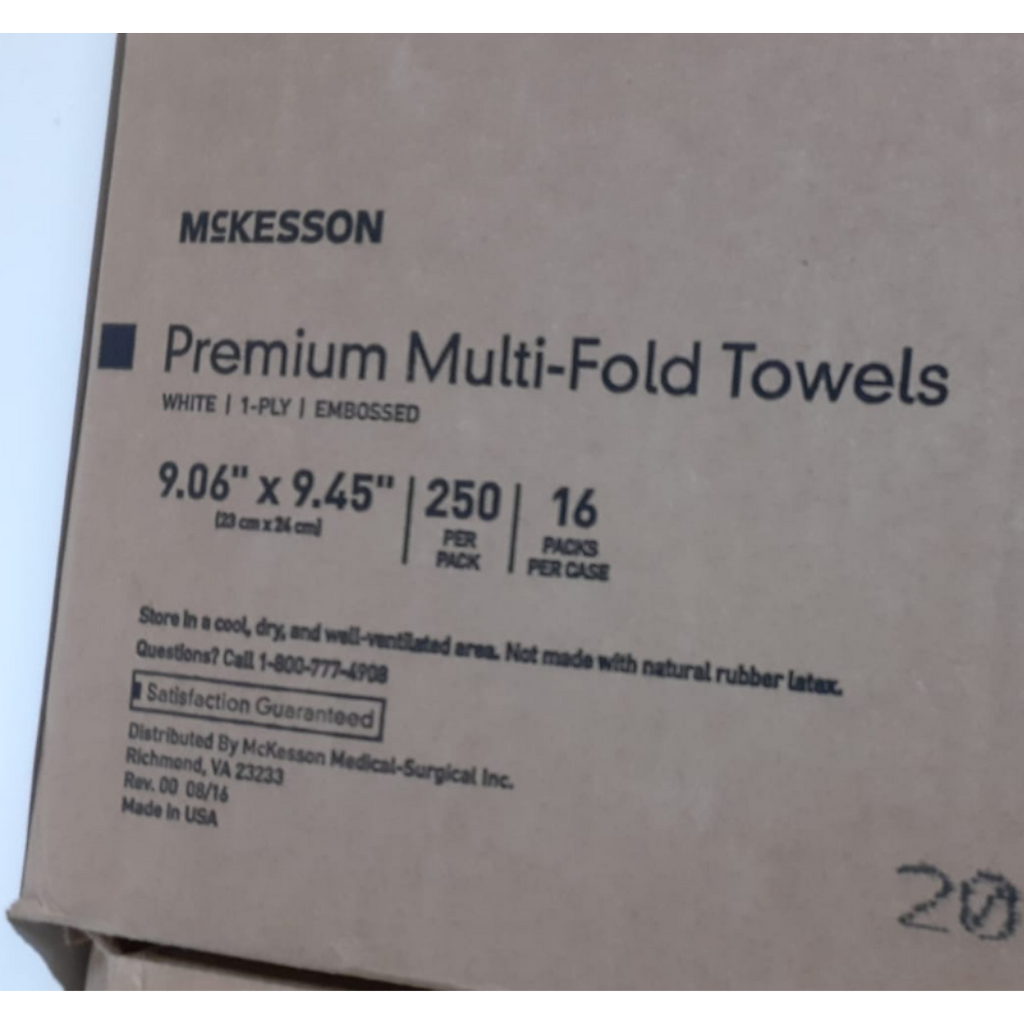 McKESSON
Premium Multi-Fold Towels
WHITE | 1-PLY | EMBOSSED
9.06" x 9.45" | 250 | 16
(23 cm x 24 cm) PER PACKS
PACK PER CASE
Store in a cool, dry, and well-ventilated area. Not made with natural rubber latex.
Questions? Call 1-800-777-4908
Satisfaction Guaranteed
Distributed By McKesson Medical-Surgical Inc.
Richmond, VA 23233
Rev. 00 08/16
Made in USA
20